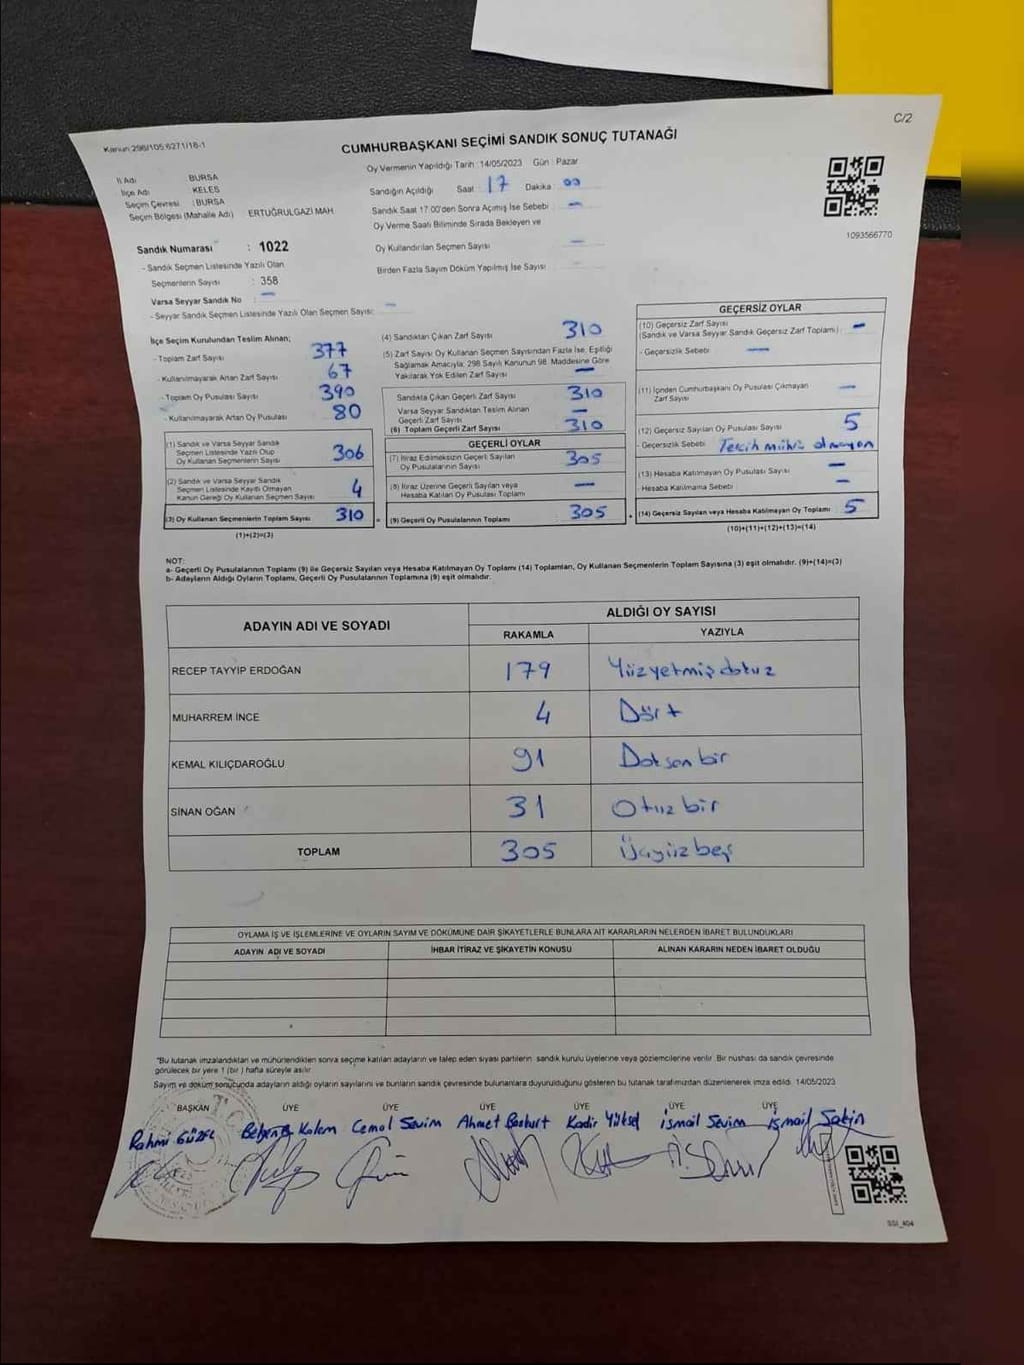 C/2
Kanun:298/105:6271/18-1
CUMHURBAŞKANI SEÇİMİ SANDIK SONUÇ TUTANAĞI
Oy Vermenin Yapıldığı Tarih : 14/05/2023 Gün : Pazar
İl Adı BURSA
İlçe Adı KELES
Seçim Çevresi : BURSA
Seçim Bölgesi (Mahalle Adı) ERTUĞRULGAZİ MAH
Sandığın Açıldığı Saat 17 Dakika 00
Sandık Saat 17:00'den Sonra Açımış İse Sebebi —
Oy Verme Saati Bitiminde Sırada Bekleyen ve
Oy Kullandırılan Seçmen Sayısı —
Birden Fazla Sayım Döküm Yapılmış İse Sayısı
1093566770
Sandık Numarası : 1022
- Sandık Seçmen Listesinde Yazılı Olan
Seçmenlerin Sayısı : 358
Varsa Seyyar Sandık No —
- Seyyar Sandık Seçmen Listesinde Yazılı Olan Seçmen Sayısı: —
İlçe Seçim Kurulundan Teslim Alınan;
- Toplam Zarf Sayısı 377
- Kullanılmayarak Artan Zarf Sayısı 67
- Toplam Oy Pusulası Sayısı 390
- Kullanılmayarak Artan Oy Pusulası 80
(1) Sandık ve Varsa Seyyar Sandık
Seçmen Listesinde Yazılı Olup
Oy Kullanan Seçmenlerin Sayısı 306
(2) Sandık ve Varsa Seyyar Sandık
Seçmen Listesinde Kayıtlı Olmayan
Kanun Gereği Oy Kullanan Seçmen Sayısı 4
(3) Oy Kullanan Seçmenlerin Toplam Sayısı 310
(1)+(2)=(3)
(4) Sandıktan Çıkan Zarf Sayısı 310
(5) Zarf Sayısı Oy Kullanan Seçmen Sayısından Fazla İse, Eşitliği
Sağlamak Amacıyla; 298 Sayılı Kanunun 98. Maddesine Göre
Yakılarak Yok Edilen Zarf Sayısı —
Sandıkta Çıkan Geçerli Zarf Sayısı 310
Varsa Seyyar Sandıktan Teslim Alınan
Geçerli Zarf Sayısı —
(6) Toplam Geçerli Zarf Sayısı 310
GEÇERLİ OYLAR
(7) İtiraz Edilmeksizin Geçerli Sayılan
Oy Pusulalarının Sayısı 305
(8) İtiraz Üzerine Geçerli Sayılan veya
Hesaba Katılan Oy Pusulası Toplamı —
(9) Geçerli Oy Pusulalarının Toplamı 305
GEÇERSİZ OYLAR
(10) Geçersiz Zarf Sayısı
(Sandık ve Varsa Seyyar Sandık Geçersiz Zarf Toplamı) —
- Geçersizlik Sebebi —
(11) İçinden Cumhurbaşkanı Oy Pusulası Çıkmayan
Zarf Sayısı —
(12) Geçersiz Sayılan Oy Pusulası Sayısı 5
- Geçersizlik Sebebi Tercih mührü olmayan
(13) Hesaba Katılmayan Oy Pusulası Sayısı —
- Hesaba Katılmama Sebebi —
(14) Geçersiz Sayılan veya Hesaba Katılmayan Oy Toplamı 5
(10)+(11)+(12)+(13)=(14)
NOT:
a- Geçerli Oy Pusulalarının Toplamı (9) ile Geçersiz Sayılan veya Hesaba Katılmayan Oy Toplamı (14) Toplamları, Oy Kullanan Seçmenlerin Toplam Sayısına (3) eşit olmalıdır. (9)+(14)=(3)
b- Adayların Aldığı Oyların Toplamı, Geçerli Oy Pusulalarının Toplamına (9) eşit olmalıdır.
ADAYIN ADI VE SOYADI
ALDIĞI OY SAYISI
RAKAMLA YAZIYLA
RECEP TAYYİP ERDOĞAN 179 Yüzyetmişdokuz
MUHARREM İNCE 4 Dört
KEMAL KILIÇDAROĞLU 91 Doksanbir
SİNAN OĞAN 31 Otuzbir
TOPLAM 305 Üçyüzbeş
OYLAMA İŞ VE İŞLEMLERİNE VE OYLARIN SAYIM VE DÖKÜMÜNE DAİR ŞİKAYETLERLE BUNLARA AİT KARARLARIN NELERDEN İBARET BULUNDUKLARI
ADAYIN ADI VE SOYADI İHBAR İTİRAZ VE ŞİKAYETİN KONUSU ALINAN KARARIN NEDEN İBARET OLDUĞU
"Bu tutanak imzalandıktan ve mühürlendikten sonra seçime katılan adayların ve talep eden siyasi partilerin sandık kurulu üyelerine veya gözlemcilerine verilir. Bir nüshası da sandık çevresinde
görülecek bir yere 1 (bir) hafta süreyle asılır.
Sayım ve döküm sonucunda adayların aldığı oyların sayılarını ve bunların sandık çevresinde bulunanlara duyurulduğunu gösteren bu tutanak tarafımızdan düzenlenerek imza edildi. 14/05/2023
BAŞKAN ÜYE ÜYE ÜYE ÜYE ÜYE ÜYE
Rahmi GÜZEL Kalem Cemal Sevim Ahmet Bozkurt Kadir Yüksel İsmail Sevim İsmail Sakin
SSI_404